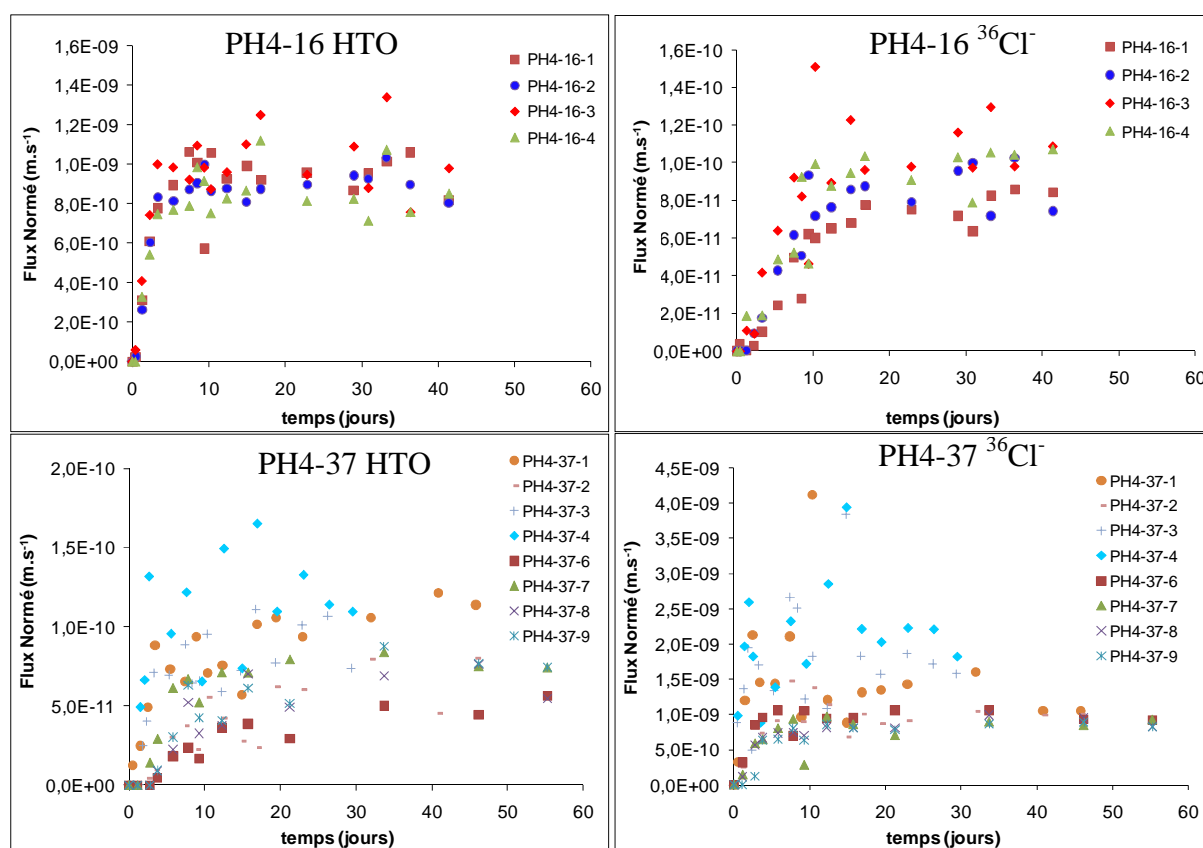 PH4-16 HTO
Flux Normé (m.s-1)
1,6E-09
1,4E-09
1,2E-09
1,0E-09
8,0E-10
6,0E-10
4,0E-10
2,0E-10
0,0E+00
0 10 20 30 40 50 60
temps (jours)
PH4-16-1
PH4-16-2
PH4-16-3
PH4-16-4
PH4-16 36Cl-
Flux Normé (m.s-1)
1,6E-10
1,4E-10
1,2E-10
1,0E-10
8,0E-11
6,0E-11
4,0E-11
2,0E-11
0,0E+00
0 10 20 30 40 50 60
temps (jours)
PH4-16-1
PH4-16-2
PH4-16-3
PH4-16-4
PH4-37 HTO
Flux Normé (m.s-1)
2,0E-10
1,5E-10
1,0E-10
5,0E-11
0,0E+00
0 10 20 30 40 50 60
temps (jours)
PH4-37-1
PH4-37-2
PH4-37-3
PH4-37-4
PH4-37-6
PH4-37-7
PH4-37-8
PH4-37-9
PH4-37 36Cl-
Flux Normé (m.s-1)
4,5E-09
4,0E-09
3,5E-09
3,0E-09
2,5E-09
2,0E-09
1,5E-09
1,0E-09
5,0E-10
0,0E+00
0 10 20 30 40 50 60
temps (jours)
PH4-37-1
PH4-37-2
PH4-37-3
PH4-37-4
PH4-37-6
PH4-37-7
PH4-37-8
PH4-37-9